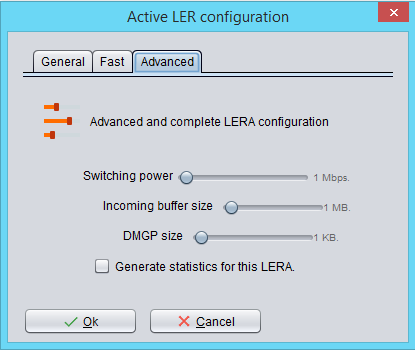 Active LER configuration
General Fast Advanced
Advanced and complete LERA configuration
Switching power 1 Mbps.
Incoming buffer size 1 MB.
DMGP size 1 KB.
Generate statistics for this LERA.
Ok Cancel